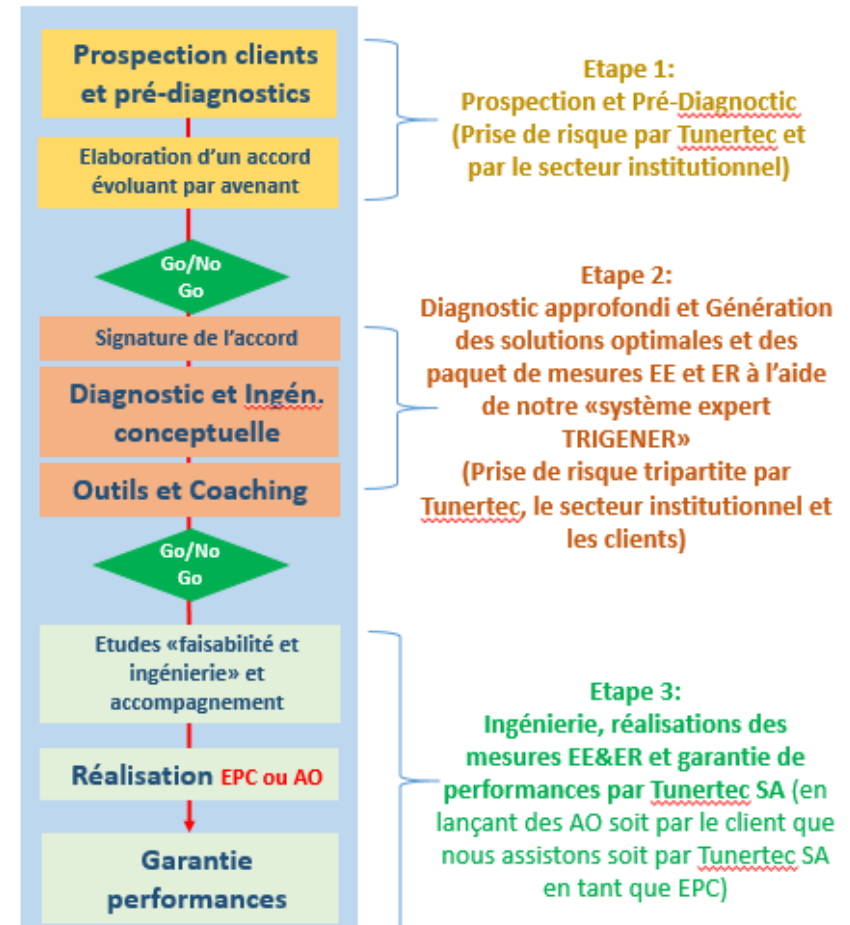 Prospection clients
et pré-diagnostics
Elaboration d'un accord
évoluant par avenant
Etape 1:
Prospection et Pré-Diagnoctic
(Prise de risque par Tunertec et
par le secteur institutionnel)
Go/No
Go
Signature de l'accord
Diagnostic et Ingén.
conceptuelle
Outils et Coaching
Etape 2:
Diagnostic approfondi et Génération
des solutions optimales et des
paquet de mesures EE et ER à l'aide
de notre «système expert
TRIGENER»
(Prise de risque tripartite par
Tunertec, le secteur institutionnel et
les clients)
Go/No
Go
Etudes «faisabilité et
ingénierie» et
accompagnement
Réalisation EPC ou AO
Garantie
performances
Etape 3:
Ingénierie, réalisations des
mesures EE&ER et garantie de
performances par Tunertec SA (en
lançant des AO soit par le client que
nous assistons soit par Tunertec SA
en tant que EPC)